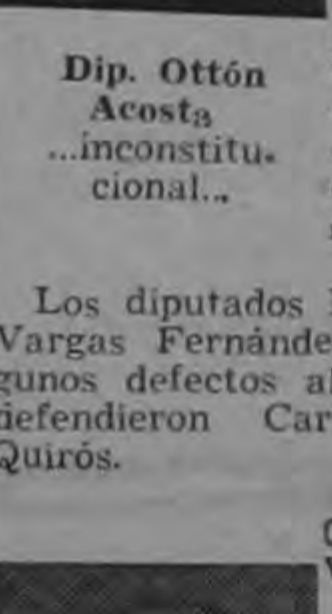 Dip. Ottón
Acosta
...inconstitu-
cional...
Los diputados
Vargas Fernánde
gunos defectos al
defendieron Car
Quirós.